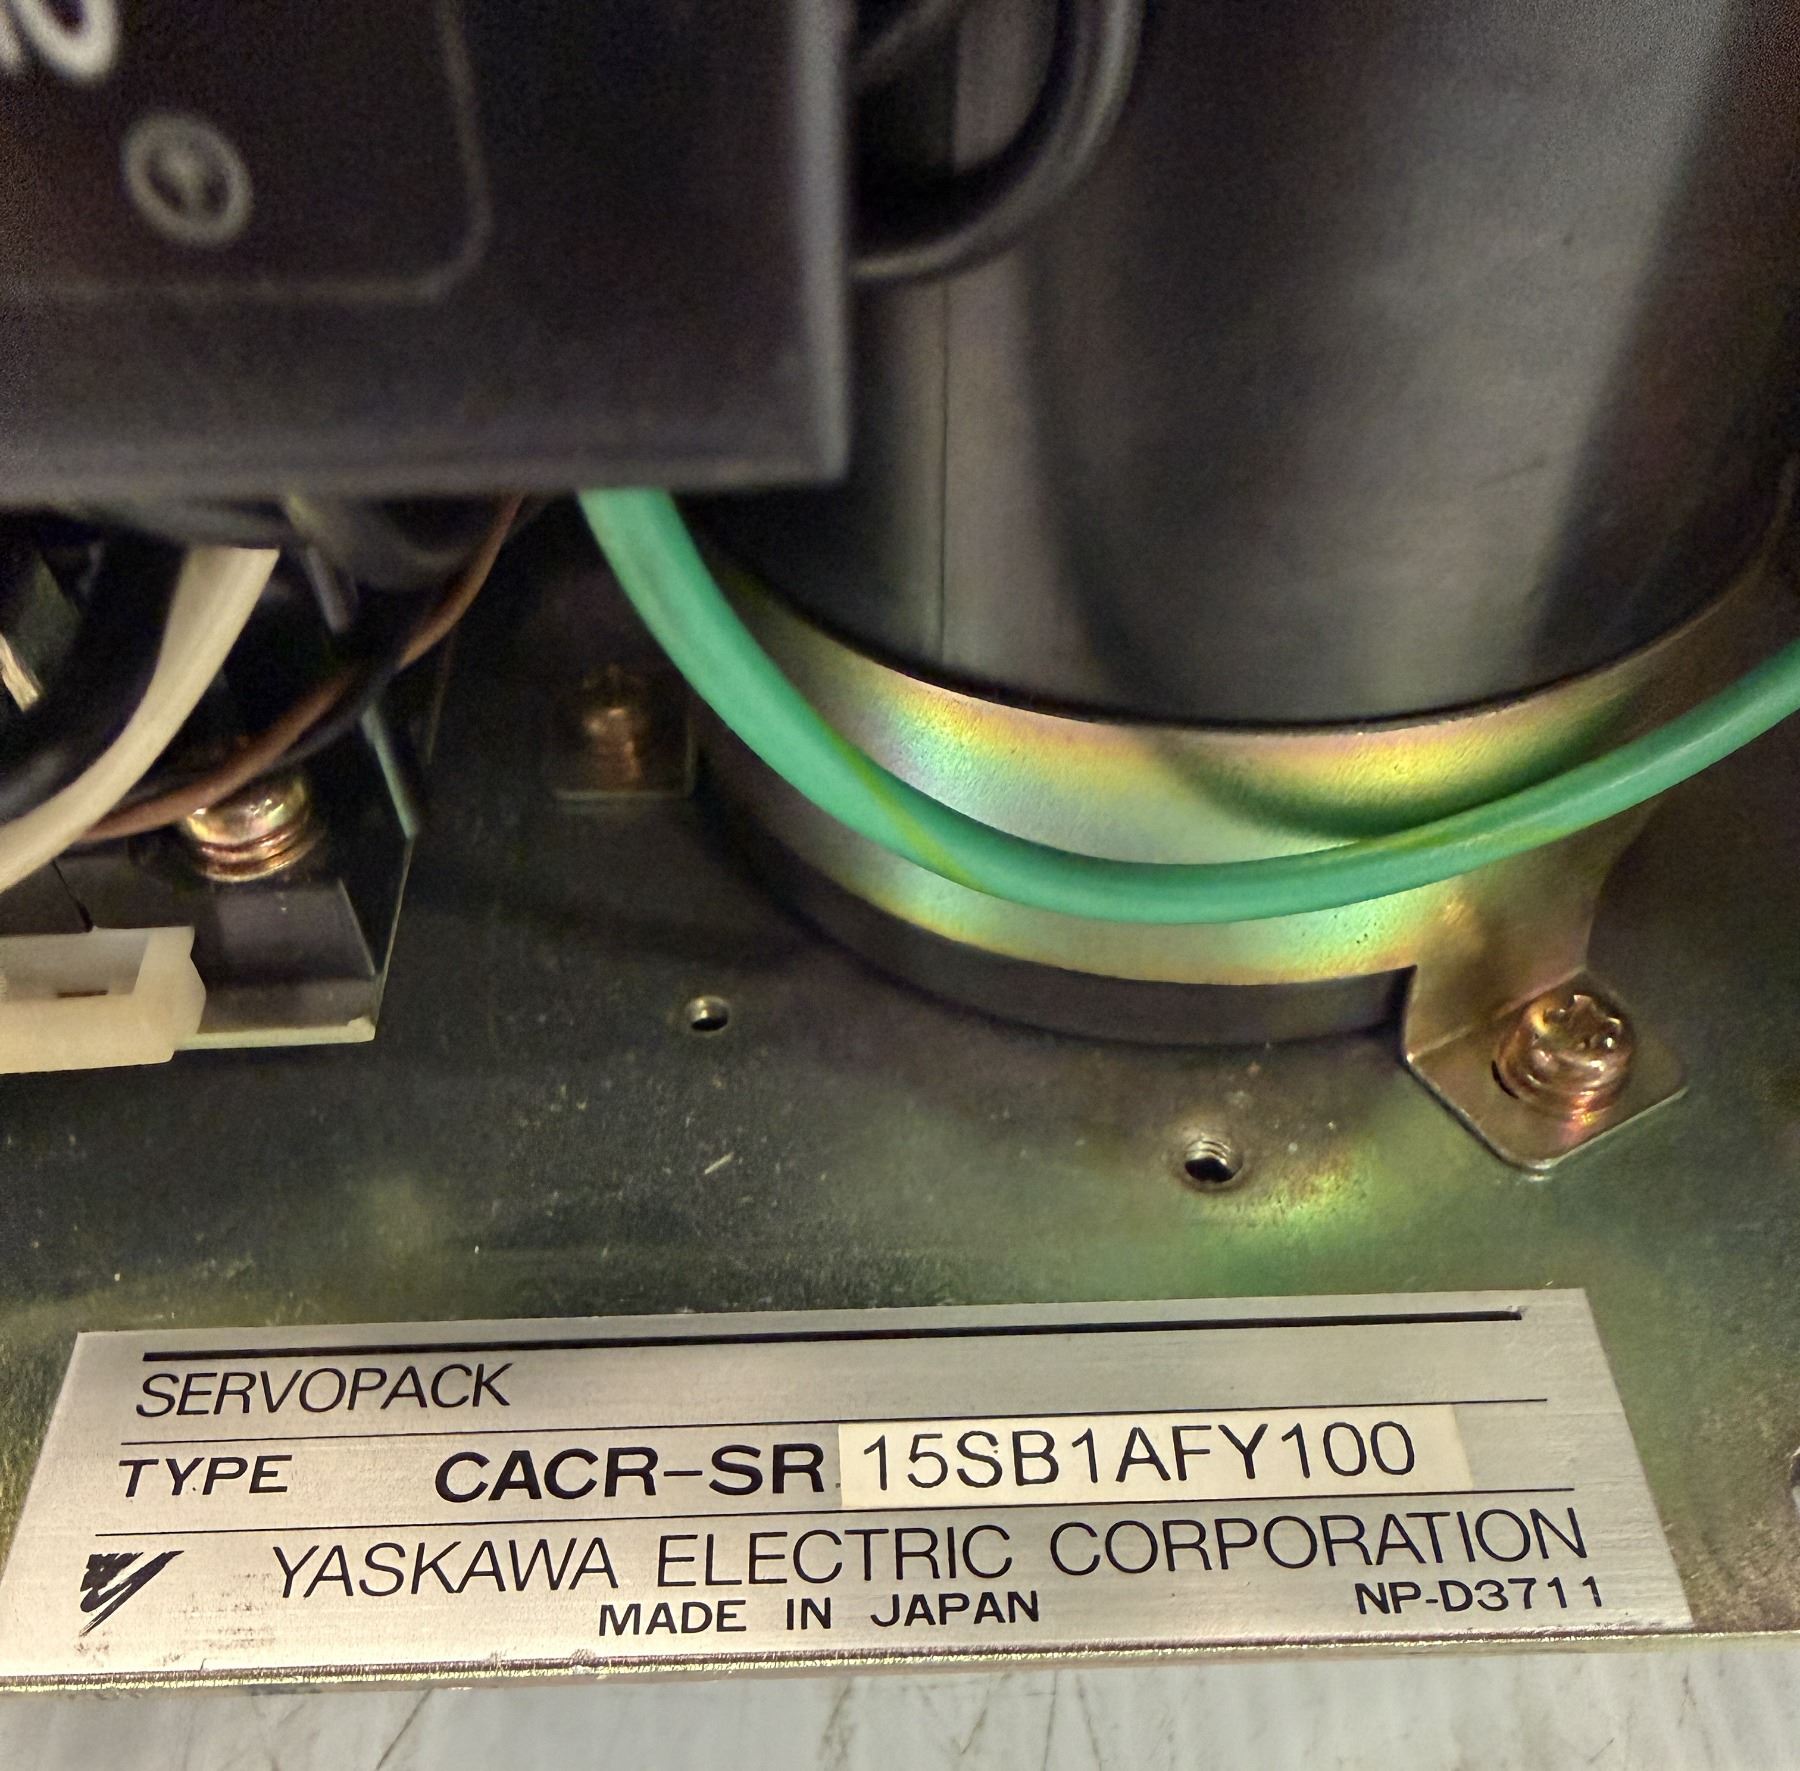 SERVOPACK
TYPE CACR-SR 15SB1AFY100
YASKAWA ELECTRIC CORPORATION
MADE IN JAPAN NP-D3711